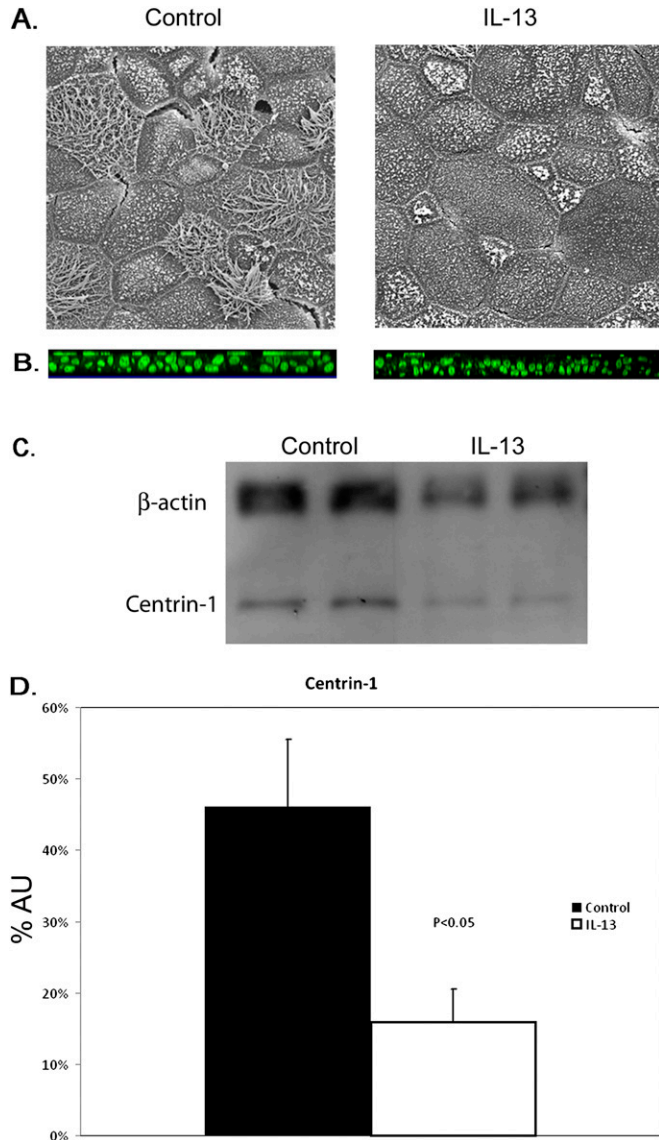 A.
Control IL-13
B.
C.
Control IL-13
β-actin
Centrin-1
D.
Centrin-1
60%
50%
40%
30%
20%
10%
0%
% AU
P<0.05
Control
IL-13